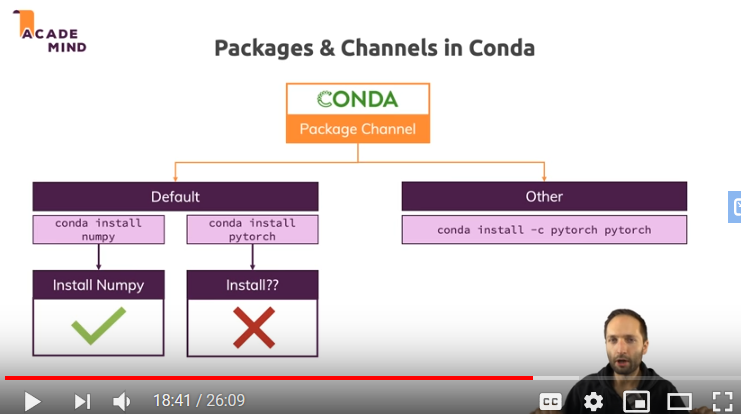 ACADE
MIND
Packages & Channels in Conda
CONDA
Package Channel
Default
Other
conda install
numpy
conda install
pytorch
conda install -c pytorch pytorch
Install Numpy
Install??
18:41 / 26:09
CC